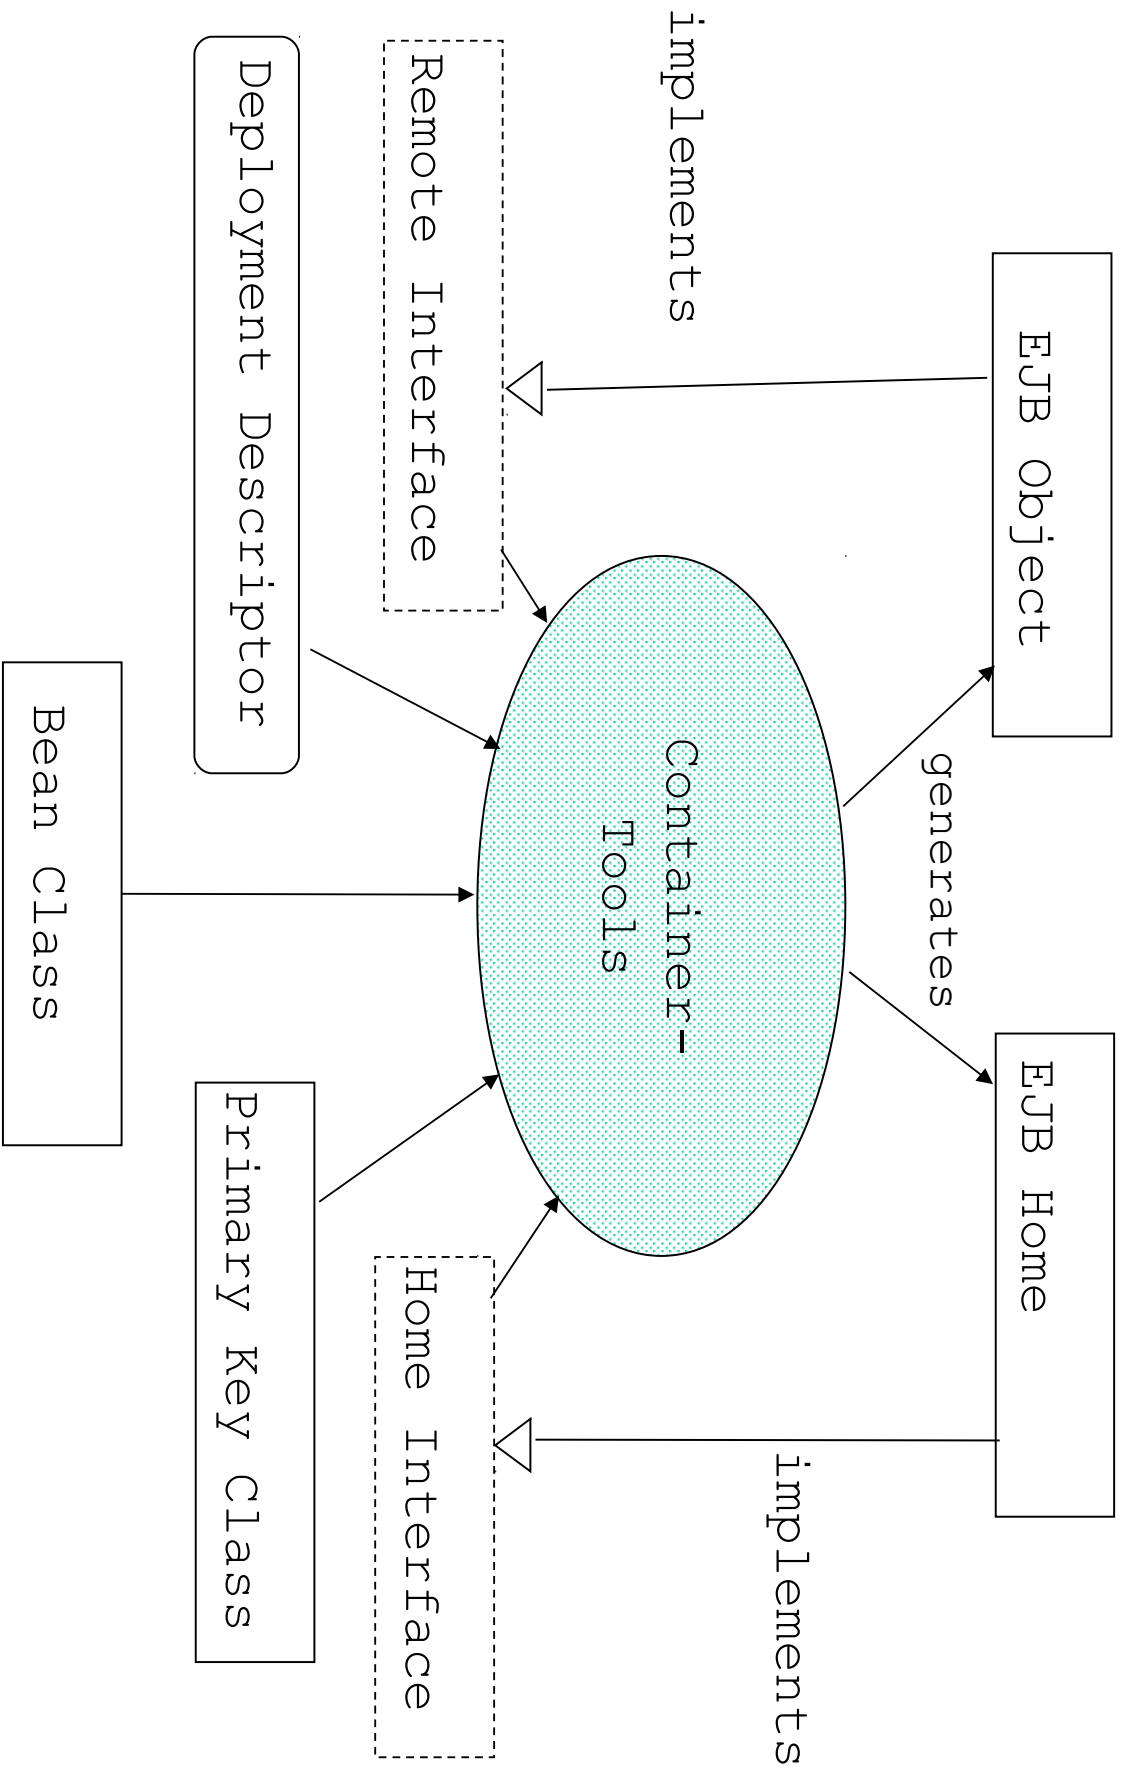 EJB Object
EJB Home
generates
implements
implements
Container-
Tools
Remote Interface
Home Interface
Deployment Descriptor
Primary Key Class
Bean Class